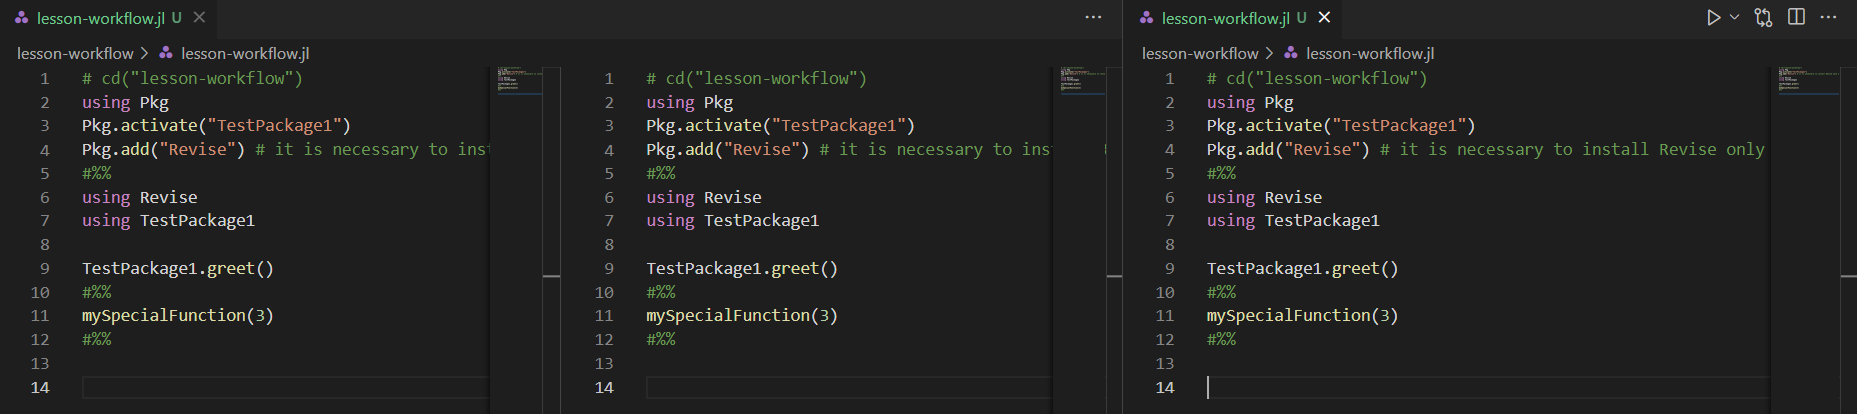 lesson-workflow.jl U
lesson-workflow > lesson-workflow.jl
1 # cd("lesson-workflow")
2 using Pkg
3 Pkg.activate("TestPackage1")
4 Pkg.add("Revise") # it is necessary to inst
5 #%%
6 using Revise
7 using TestPackage1
8
9 TestPackage1.greet()
10 #%%
11 mySpecialFunction(3)
12 #%%
13
14
1 # cd("lesson-workflow")
2 using Pkg
3 Pkg.activate("TestPackage1")
4 Pkg.add("Revise") # it is necessary to ins
5 #%%
6 using Revise
7 using TestPackage1
8
9 TestPackage1.greet()
10 #%%
11 mySpecialFunction(3)
12 #%%
13
14
lesson-workflow.jl U
lesson-workflow > lesson-workflow.jl
1 # cd("lesson-workflow")
2 using Pkg
3 Pkg.activate("TestPackage1")
4 Pkg.add("Revise") # it is necessary to install Revise only
5 #%%
6 using Revise
7 using TestPackage1
8
9 TestPackage1.greet()
10 #%%
11 mySpecialFunction(3)
12 #%%
13
14